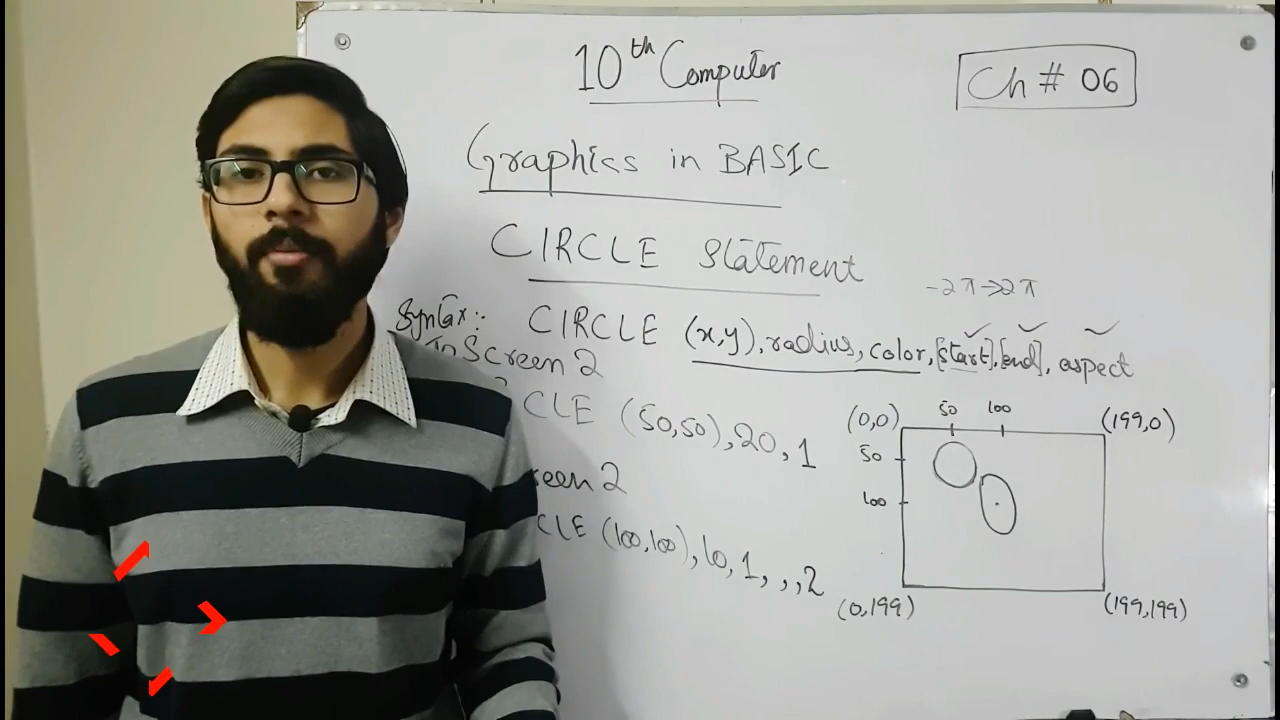 10th Computer
Ch # 06
Graphics in BASIC
CIRCLE Statement
-2π→2π
Syntax:- CIRCLE (x,y), radius, color, [start], [end], aspect
Screen 2
CLE (50,50), 20, 1
reen 2
CLE (100,100), 10, 1, , , 2
(0,0) 50 100 (199,0)
50
100
(0,199) (199,199)